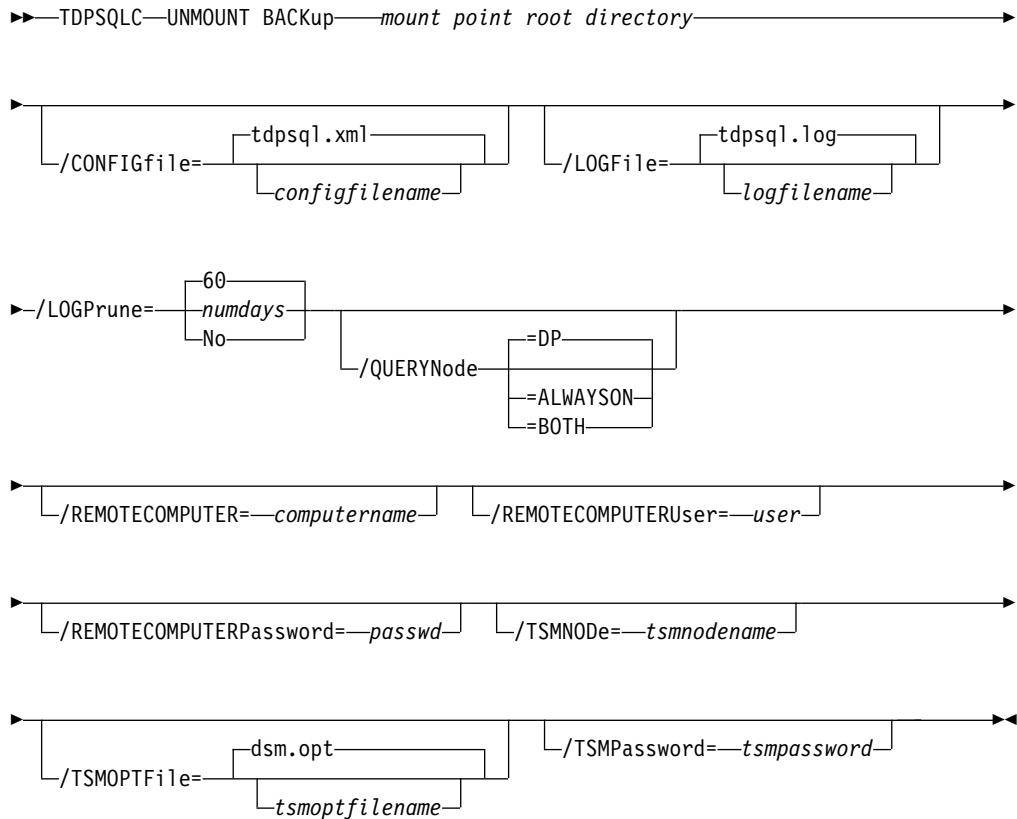 TDPSQLC UNMOUNT BACKup mount point root directory
tdpsql.xml
/CONFIGfile=
configfilename
tdpsql.log
/LOGFile=
logfilename
60
/LOGPrune= numdays
No
=DP
/QUERYNode
=ALWAYSON
=BOTH
/REMOTECOMPUTER= computername /REMOTECOMPUTERUser= user
/REMOTECOMPUTERPassword= passwd /TSMNODe= tsmnodename
dsm.opt
/TSMOPTFile=
tsmoptfilename
/TSMPassword= tsmpassword